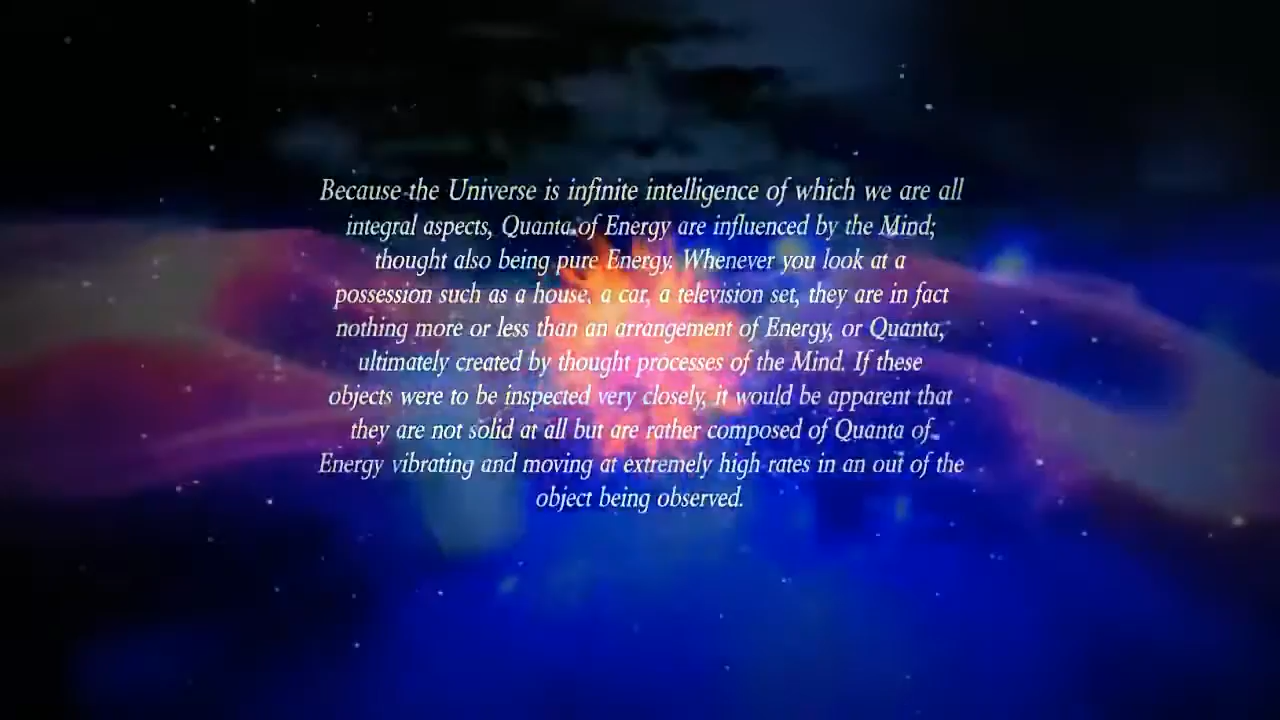 Because the Universe is infinite intelligence of which we are all
integral aspects, Quanta of Energy are influenced by the Mind;
thought also being pure Energy. Whenever you look at a
possession such as a house, a car, a television set, they are in fact
nothing more or less than an arrangement of Energy, or Quanta,
ultimately created by thought processes of the Mind. If these
objects were to be inspected very closely, it would be apparent that
they are not solid at all but are rather composed of Quanta of
Energy vibrating and moving at extremely high rates in an out of the
object being observed.